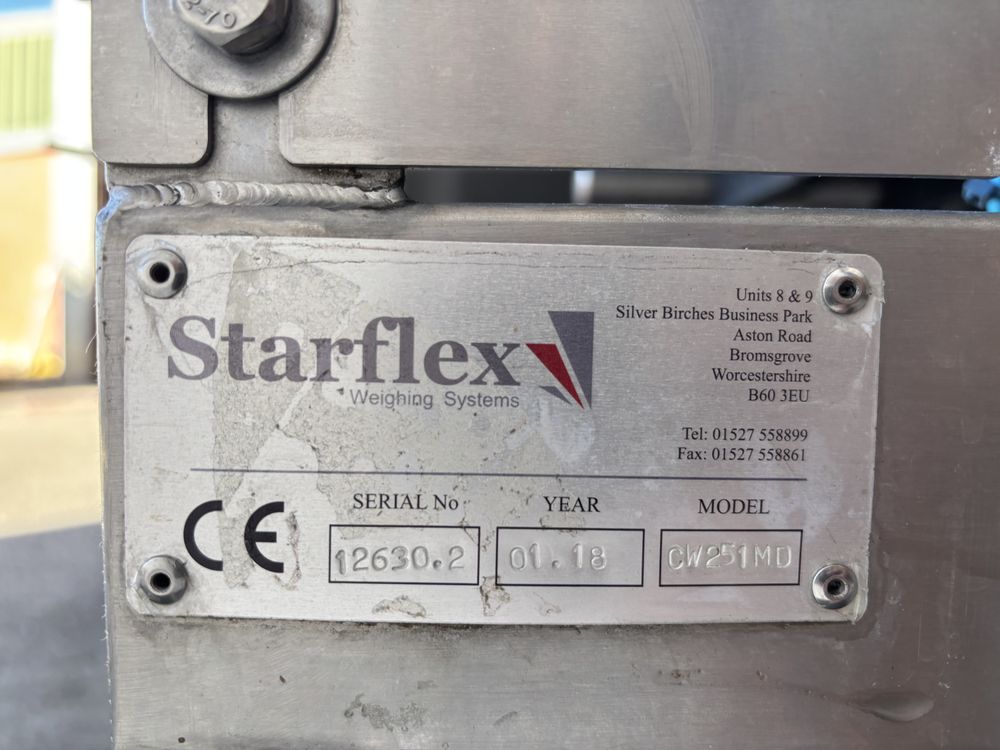 Starflex
Weighing Systems
Units 8 & 9
Silver Birches Business Park
Aston Road
Bromsgrove
Worcestershire
B60 3EU
Tel: 01527 558899
Fax: 01527 558861
CE
SERIAL No
12630.2
YEAR
01.18
MODEL
CW251MD